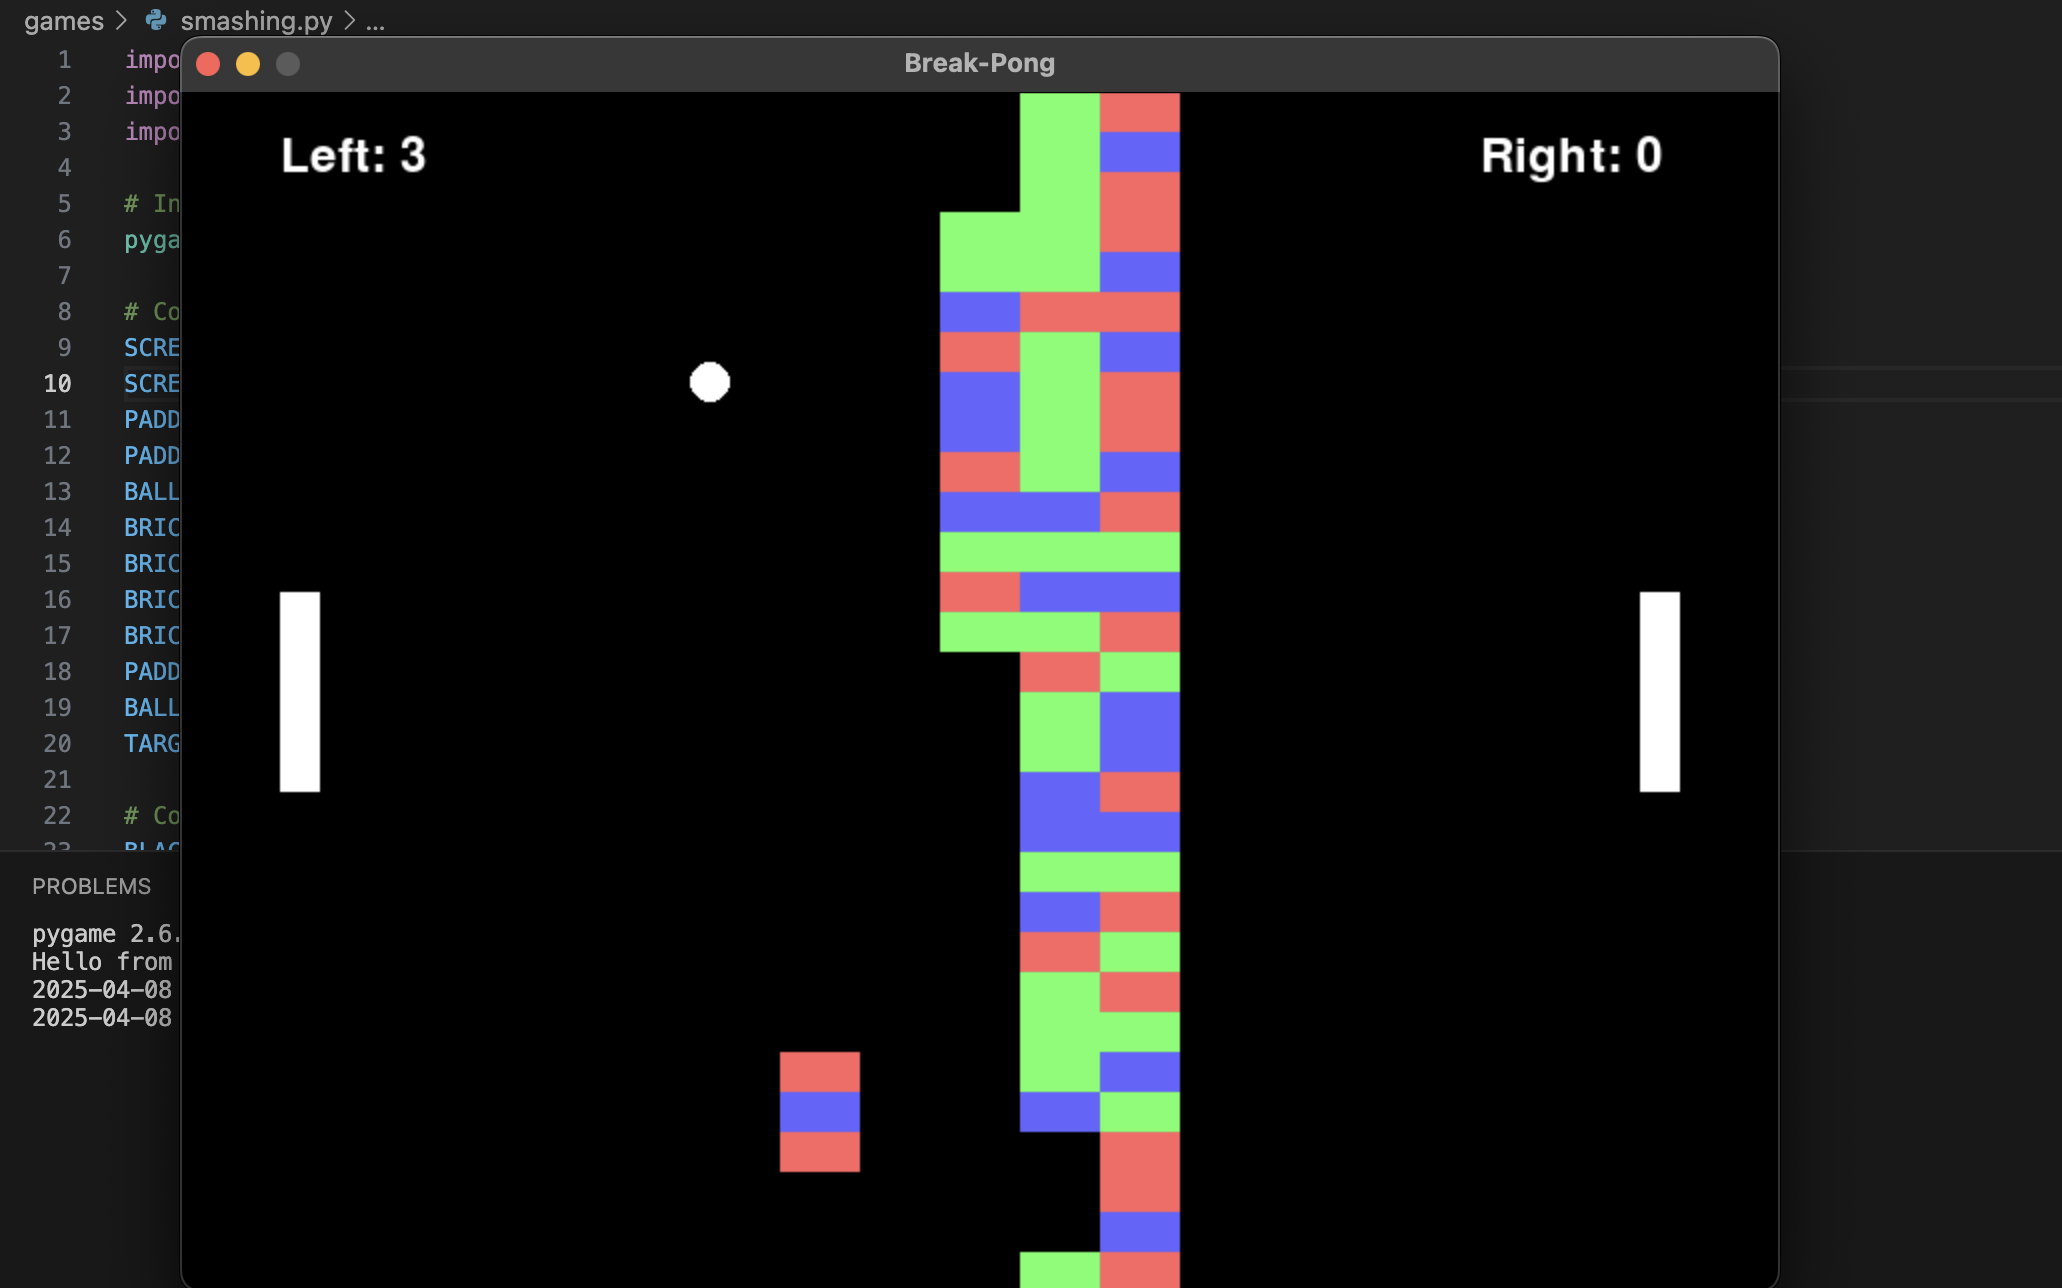 games > smashing.py > ...
Break-Pong
Left: 3
Right: 0
1 impo
2 impo
3 impo
4
5 # In
6 pyga
7
8 # Co
9 SCRE
10 SCRE
11 PADD
12 PADD
13 BALL
14 BRIC
15 BRIC
16 BRIC
17 BRIC
18 PADD
19 BALL
20 TARG
21
22 # Co
23 BLAC
PROBLEMS
pygame 2.6.
Hello from
2025-04-08
2025-04-08